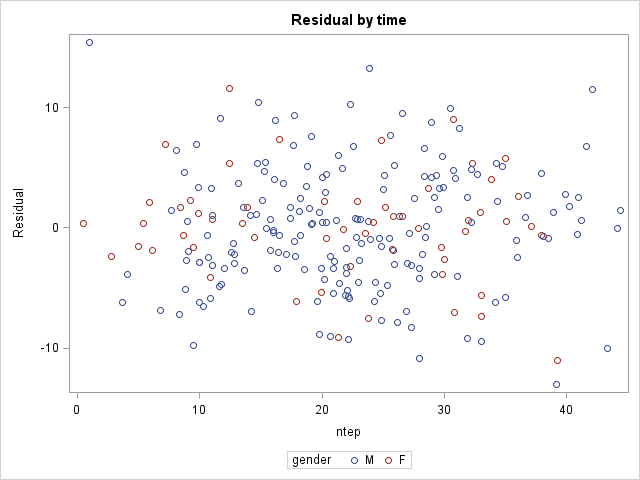 Residual by time
10
0
-10
Residual
0 10 20 30 40
ntep
gender M F